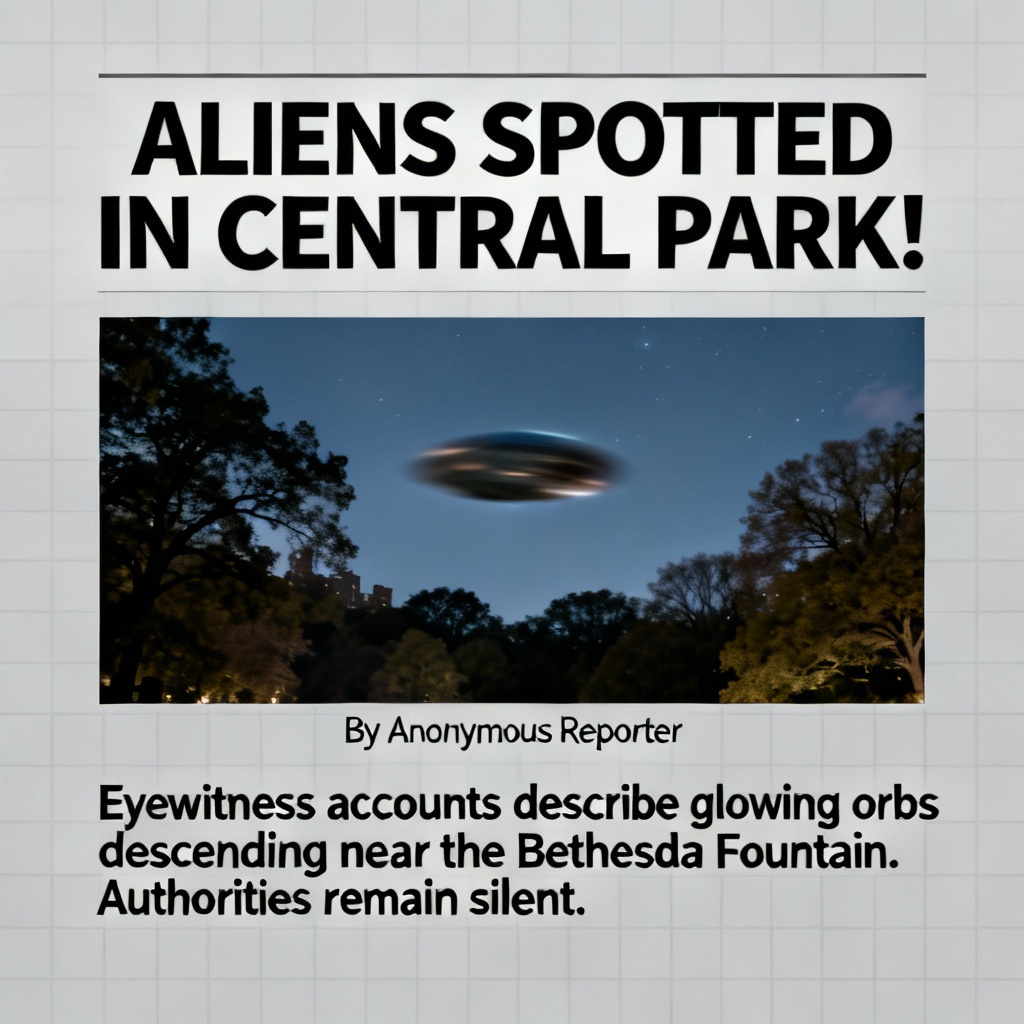 ALIENS SPOTTED
IN CENTRAL PARK!
By Anonymous Reporter
Eyewitness accounts describe glowing orbs
descending near the Bethesda Fountain.
Authorities remain silent.